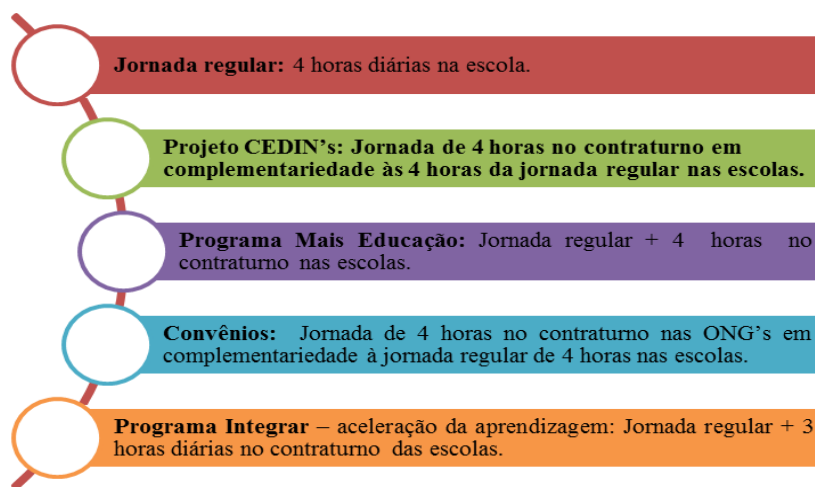 Jornada regular: 4 horas diárias na escola.
Projeto CEDIN’s: Jornada de 4 horas no contraturno em
complementariedade às 4 horas da jornada regular nas escolas.
Programa Mais Educação: Jornada regular + 4 horas no
contraturno nas escolas.
Convênios: Jornada de 4 horas no contraturno nas ONG’s em
complementariedade à jornada regular de 4 horas nas escolas.
Programa Integrar – aceleração da aprendizagem: Jornada regular + 3
horas diárias no contraturno das escolas.